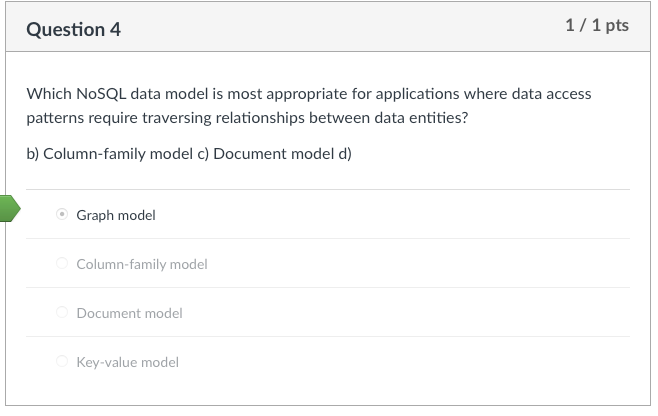 Question 4
1 / 1 pts
Which NoSQL data model is most appropriate for applications where data access
patterns require traversing relationships between data entities?
b) Column-family model c) Document model d)
Graph model
Column-family model
Document model
Key-value model